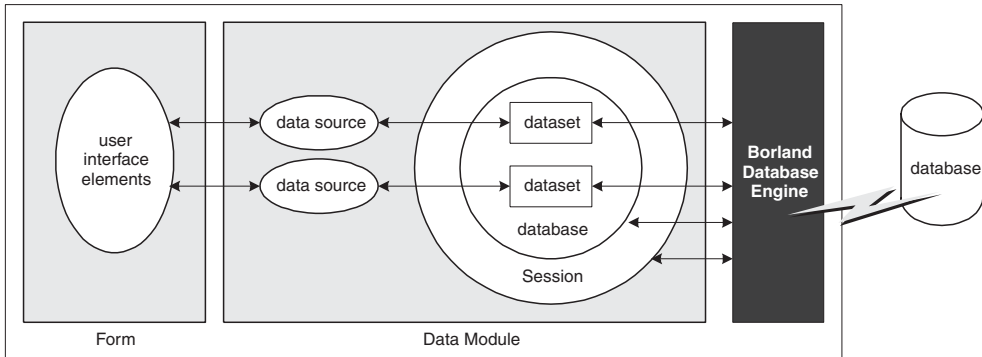 user
interface
elements
data source
data source
dataset
dataset
database
Session
Borland
Database
Engine
database
Form
Data Module